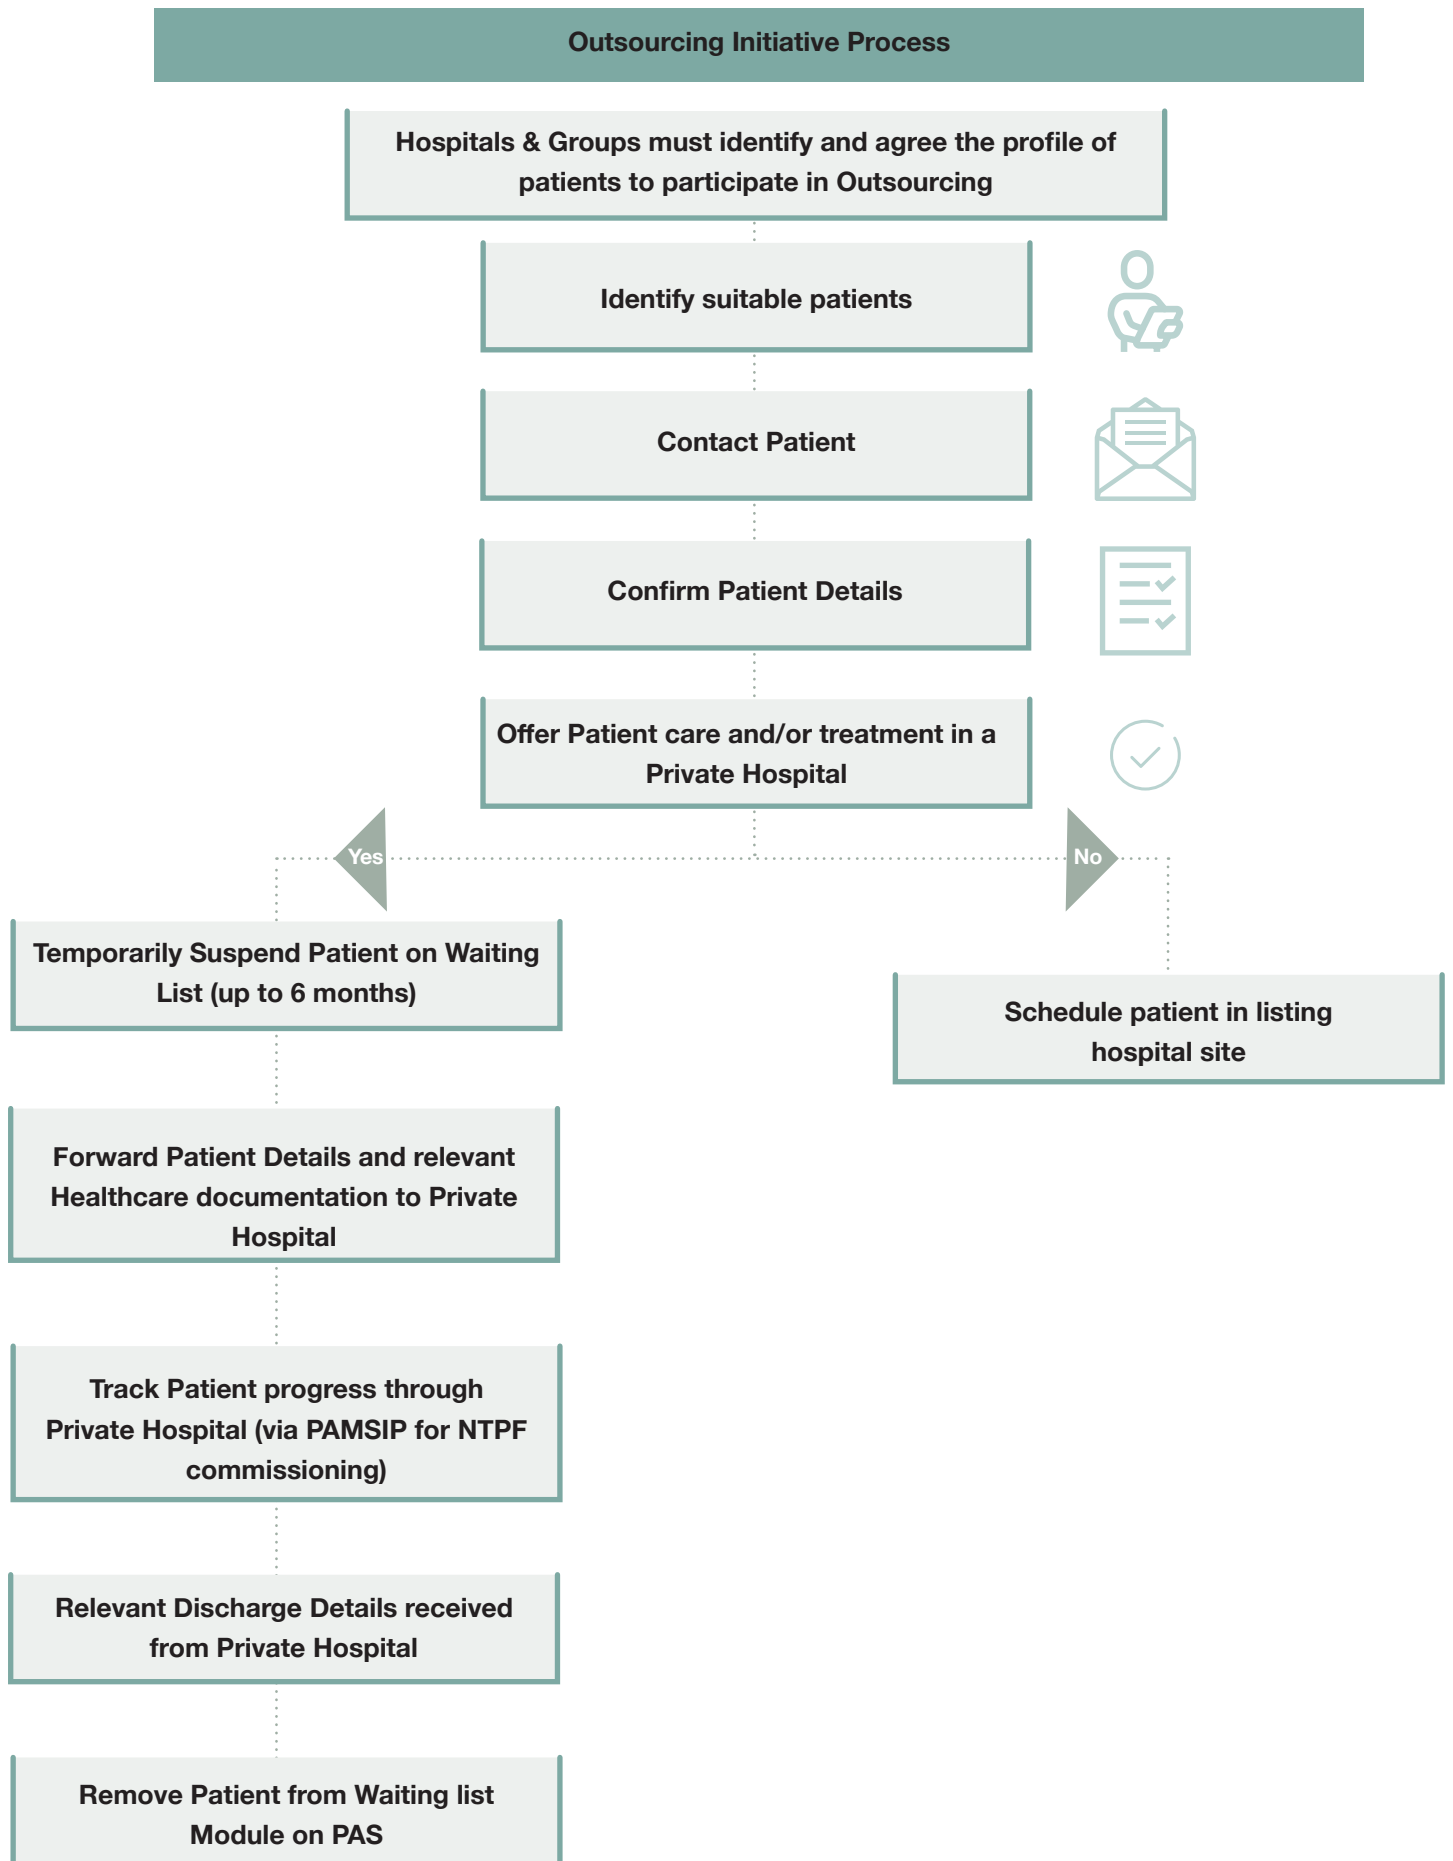 Outsourcing Initiative Process
Hospitals & Groups must identify and agree the profile of
patients to participate in Outsourcing
Identify suitable patients
Contact Patient
Confirm Patient Details
Offer Patient care and/or treatment in a
Private Hospital
Yes
No
Temporarily Suspend Patient on Waiting
List (up to 6 months)
Schedule patient in listing
hospital site
Forward Patient Details and relevant
Healthcare documentation to Private
Hospital
Track Patient progress through
Private Hospital (via PAMSIP for NTPF
commissioning)
Relevant Discharge Details received
from Private Hospital
Remove Patient from Waiting list
Module on PAS